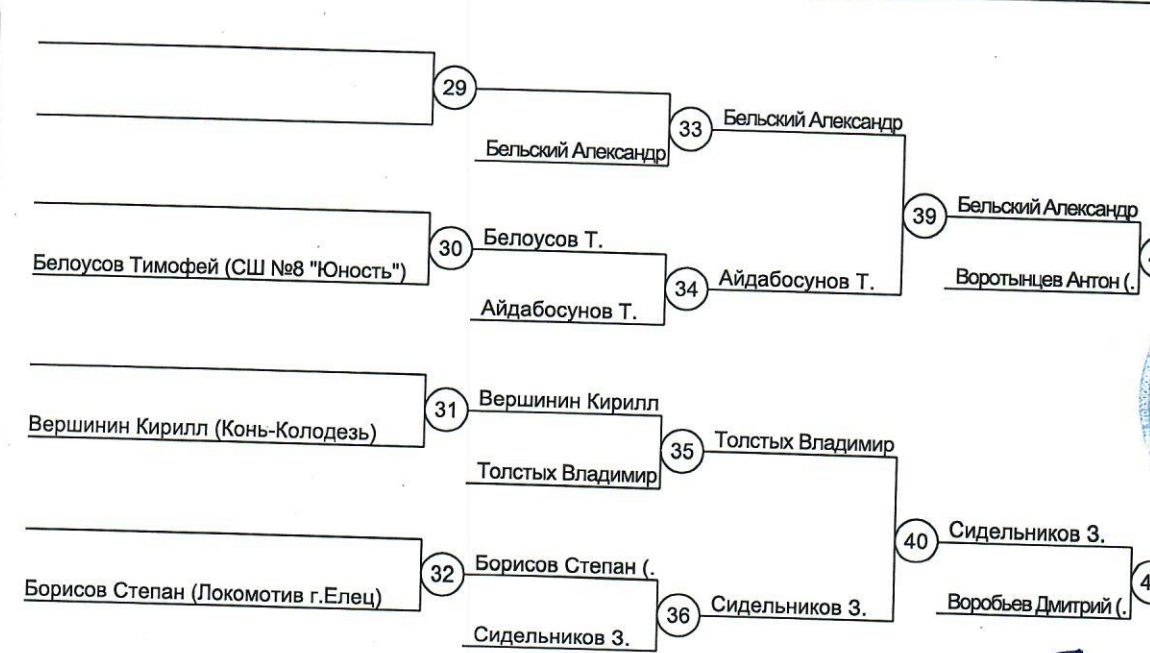 29
Бельский Александр
33
Бельский Александр
39
Бельский Александр
Воротынцев Антон (.
30
Белоусов Тимофей (СШ №8 "Юность")
Белоусов Т.
Айдабосунов Т.
34
Айдабосунов Т.
31
Вершинин Кирилл (Конь-Колодезь)
Вершинин Кирилл
Толстых Владимир
35
Толстых Владимир
40
Сидельников З.
Воробьев Дмитрий (.
32
Борисов Степан (Локомотив г.Елец)
Борисов Степан (.
Сидельников З.
36
Сидельников З.